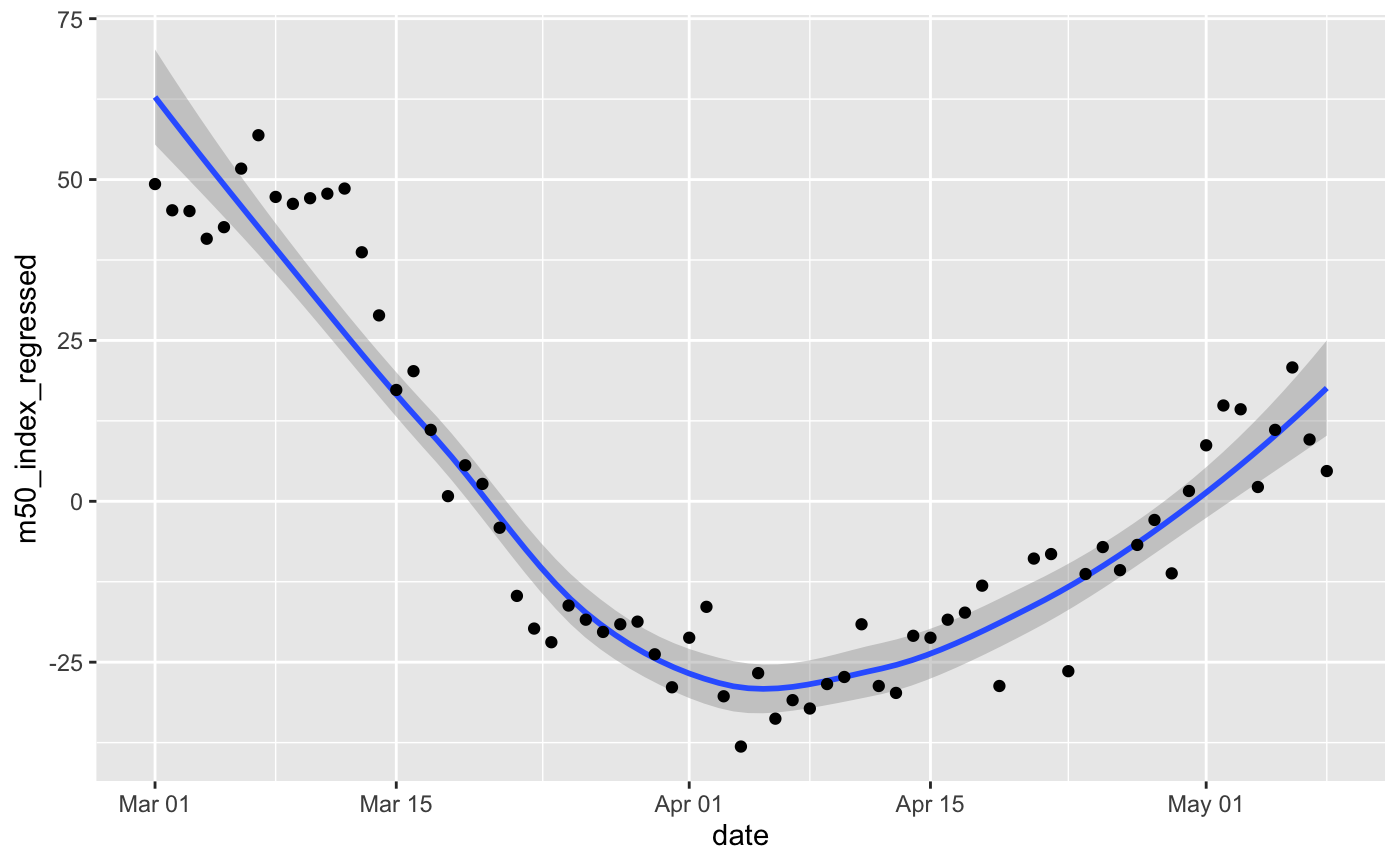 75
50
25
0
-25
m50_index_regressed
Mar 01
Mar 15
Apr 01
Apr 15
May 01
date